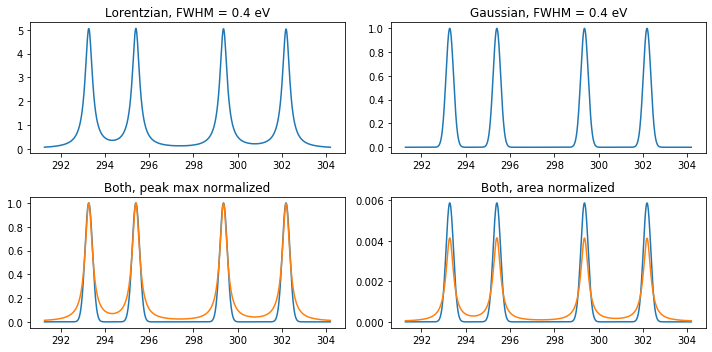 Lorentzian, FWHM = 0.4 eV
5
4
3
2
1
0
292 294 296 298 300 302 304
Gaussian, FWHM = 0.4 eV
1.0
0.8
0.6
0.4
0.2
0.0
292 294 296 298 300 302 304
Both, peak max normalized
1.0
0.8
0.6
0.4
0.2
0.0
292 294 296 298 300 302 304
Both, area normalized
0.006
0.004
0.002
0.000
292 294 296 298 300 302 304